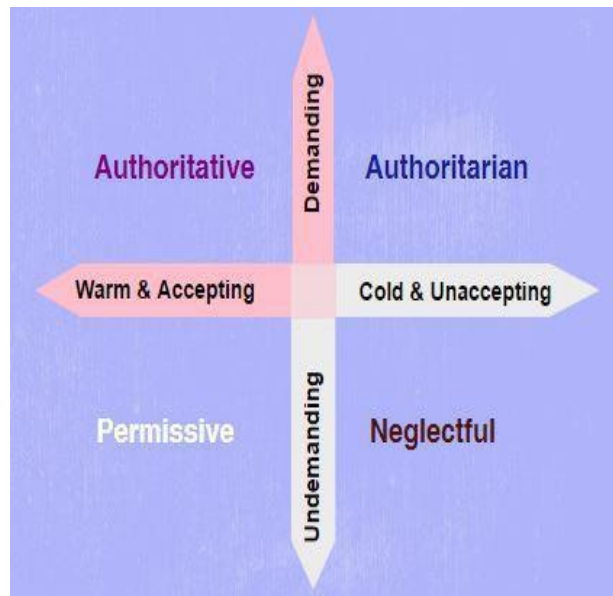 Demanding
Authoritative
Authoritarian
Warm & Accepting
Cold & Unaccepting
Permissive
Neglectful
Undemanding